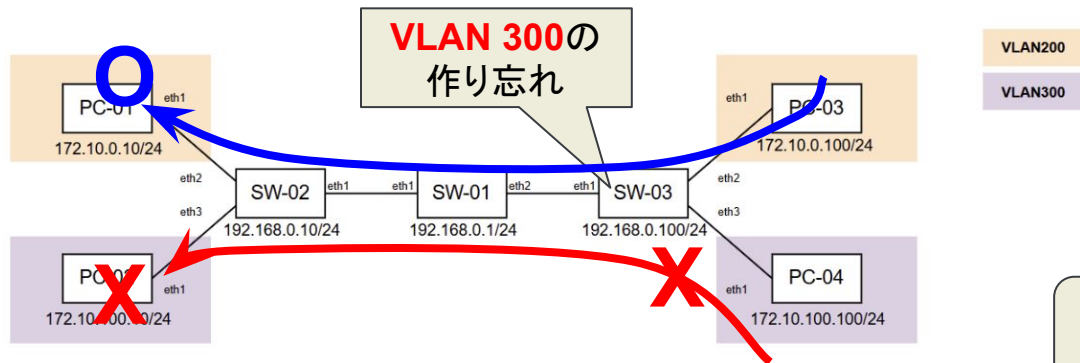 VLAN 300の
作り忘れ
VLAN200
VLAN300
eth1
172.10.0.10/24
eth1
PC-03
172.10.0.100/24
eth2
eth3
SW-02
eth1
192.168.0.10/24
eth1
SW-01
eth2
192.168.0.1/24
eth1
SW-03
192.168.0.100/24
eth2
eth3
eth1
X
O
X
eth1
PC-04
172.10.100.100/24